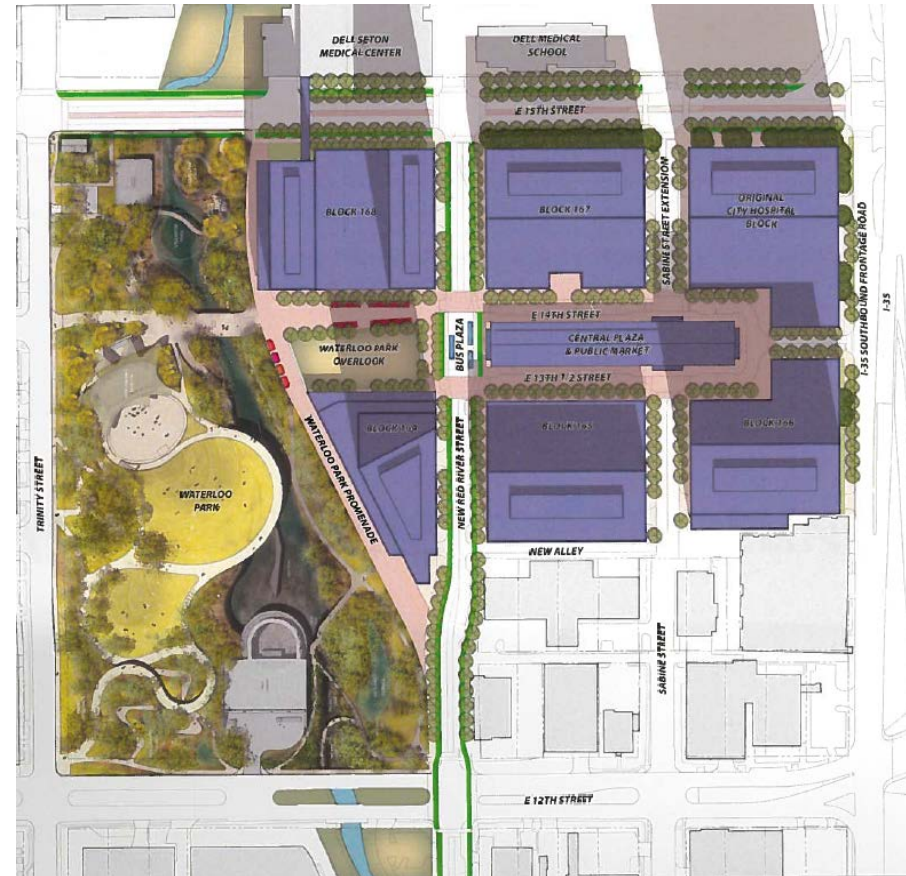 DELL SETON
MEDICAL CENTER
DELL MEDICAL
SCHOOL
E 15TH STREET
BLOCK 168
BLOCK 167
SABINE STREET EXTENSION
ORIGINAL
CITY HOSPITAL
BLOCK
I-35 SOUTHBOUND FRONTAGE ROAD
I-35
E 14TH STREET
WATERLOO PARK
OVERLOOK
BUS PLAZA
CENTRAL PLAZA
& PUBLIC MARKET
E 13TH 1/2 STREET
BLOCK 165
BLOCK 166
WATERLOO PARK PROMENADE
NEW RED RIVER STREET
TRINITY STREET
WATERLOO
PARK
NEW ALLEY
SABINE STREET
E 12TH STREET